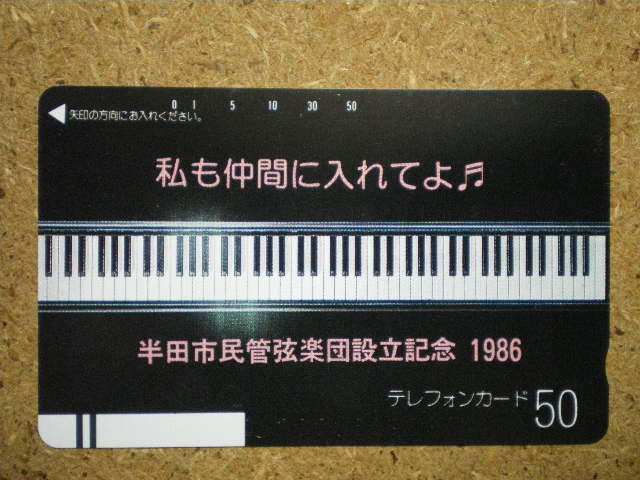 0 1 5 10 30 50
矢印の方向にお入れください。
私も仲間に入れてよ♬
半田市民管弦楽団設立記念 1986
テレフォンカード 50